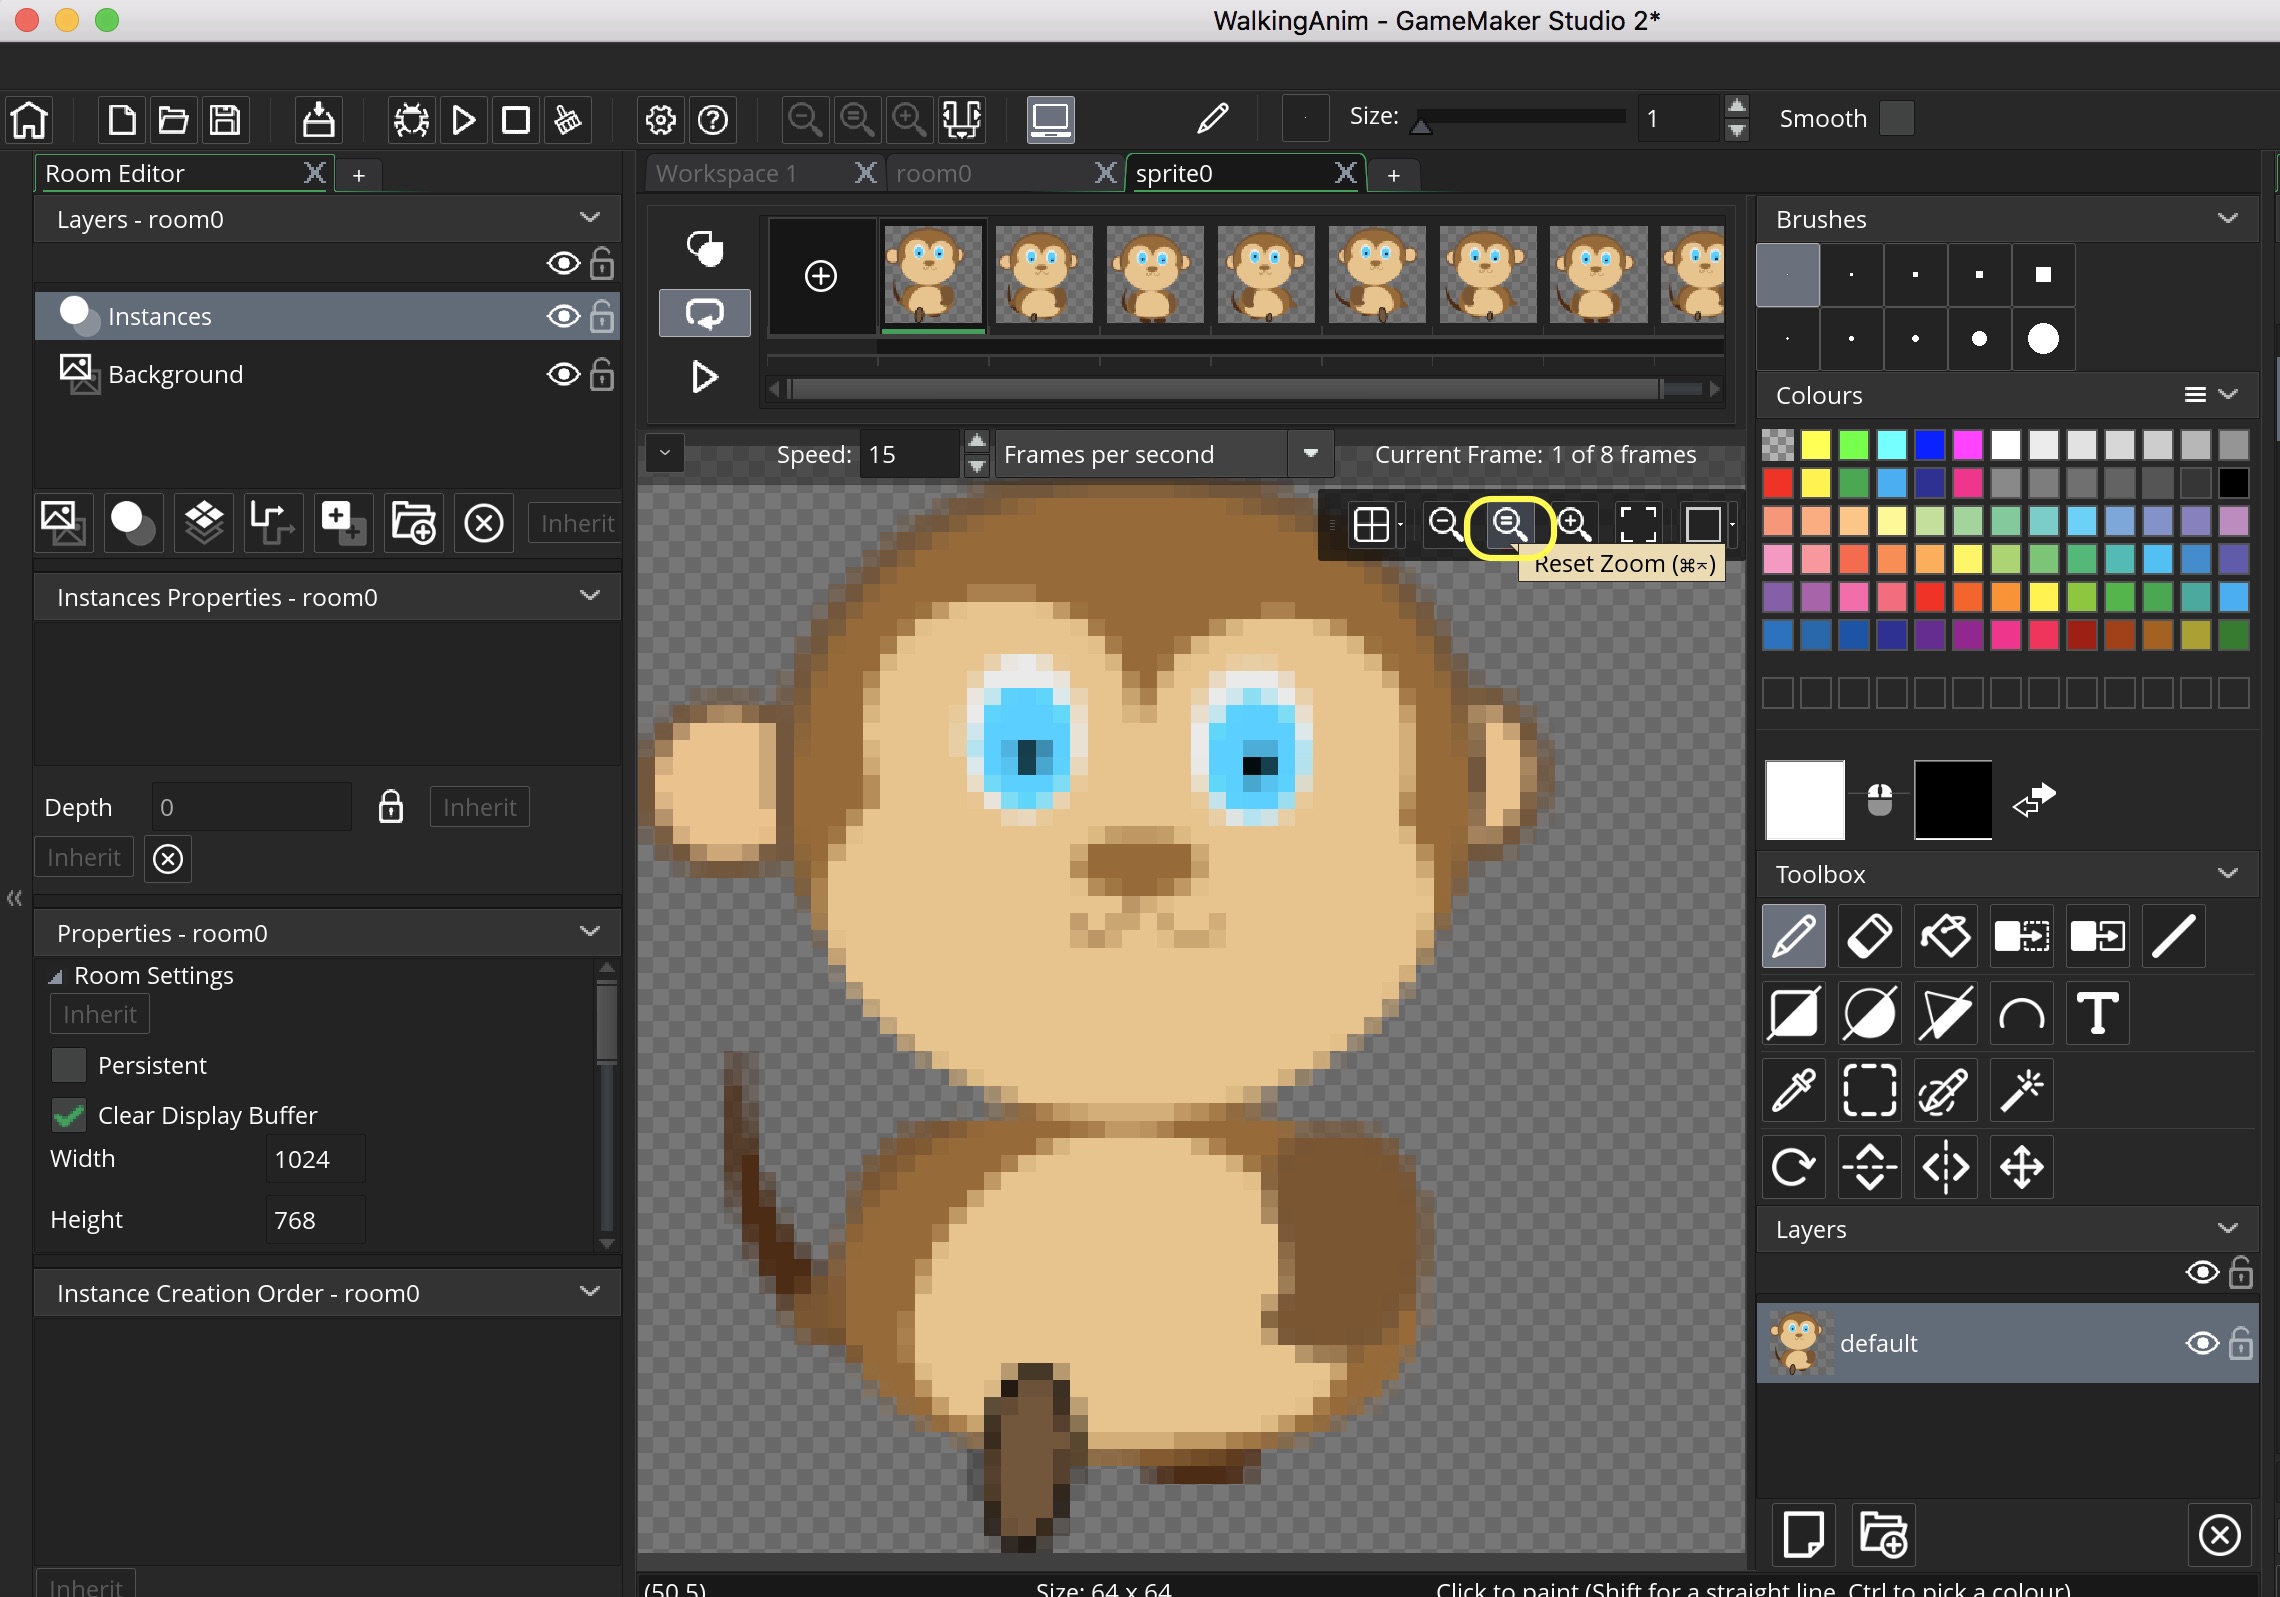 WalkingAnim - GameMaker Studio 2*
Size: 1 Smooth
Room Editor
Workspace 1 room0 sprite0
Layers - room0
Instances
Background
Inherit
Instances Properties - room0
Depth 0 Inherit
Inherit
Properties - room0
Room Settings
Inherit
Persistent
Clear Display Buffer
Width 1024
Height 768
Instance Creation Order - room0
Inherit
Speed: 15 Frames per second Current Frame: 1 of 8 frames
Reset Zoom (⌘⌤)
Brushes
Colours
Toolbox
Layers
default
(50,5) Size: 64 x 64 Click to paint (Shift for a straight line, Ctrl to pick a colour)